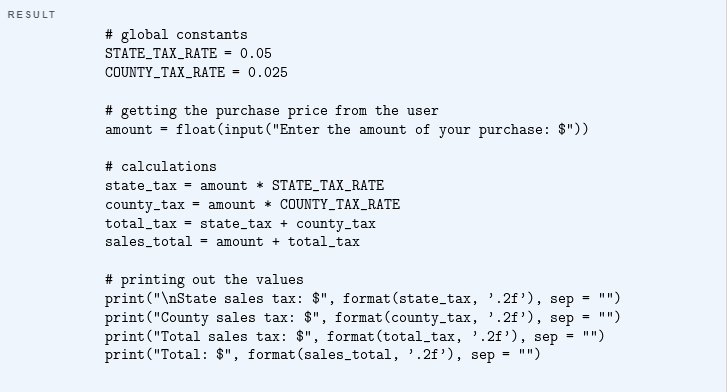 RESULT
# global constants
STATE_TAX_RATE = 0.05
COUNTY_TAX_RATE = 0.025
# getting the purchase price from the user
amount = float(input("Enter the amount of your purchase: $"))
# calculations
state_tax = amount * STATE_TAX_RATE
county_tax = amount * COUNTY_TAX_RATE
total_tax = state_tax + county_tax
sales_total = amount + total_tax
# printing out the values
print("\nState sales tax: $", format(state_tax, ’.2f’), sep = "")
print("County sales tax: $", format(county_tax, ’.2f’), sep = "")
print("Total sales tax: $", format(total_tax, ’.2f’), sep = "")
print("Total: $", format(sales_total, ’.2f’), sep = "")